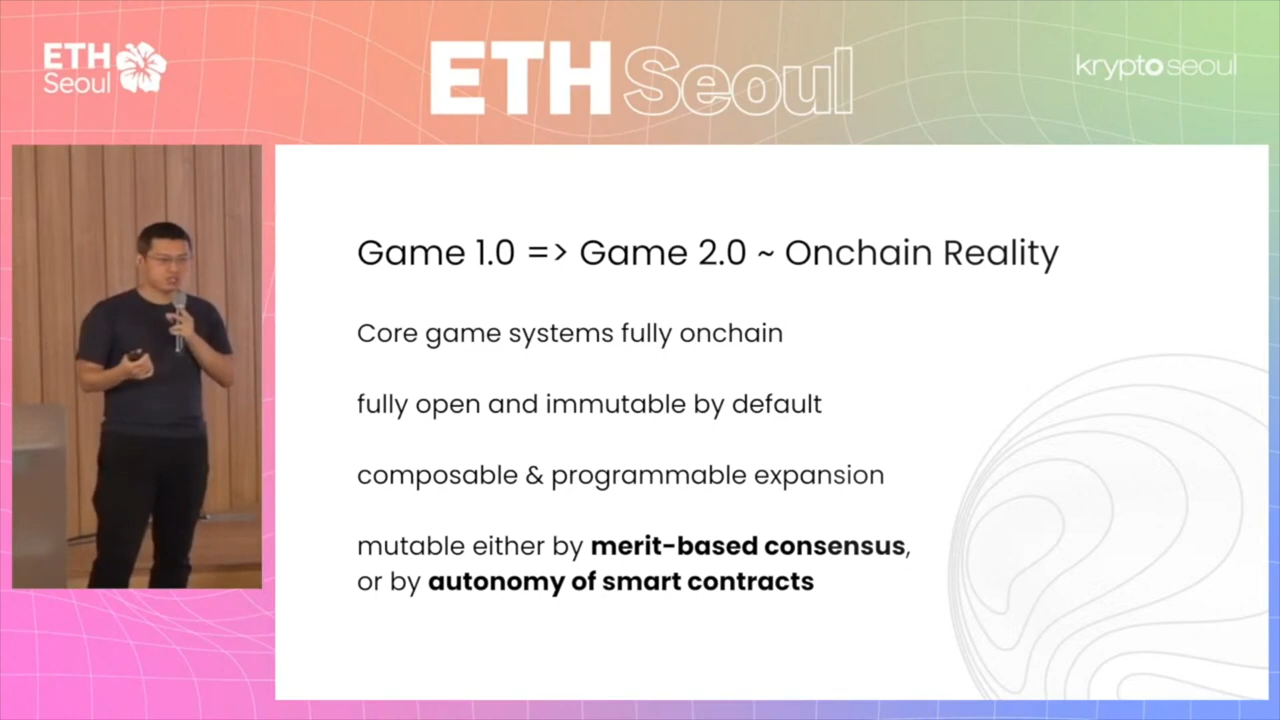 ETH
Seoul
ETH Seoul
kryptoseoul
Game 1.0 => Game 2.0 ~ Onchain Reality
Core game systems fully onchain
fully open and immutable by default
composable & programmable expansion
mutable either by merit-based consensus,
or by autonomy of smart contracts